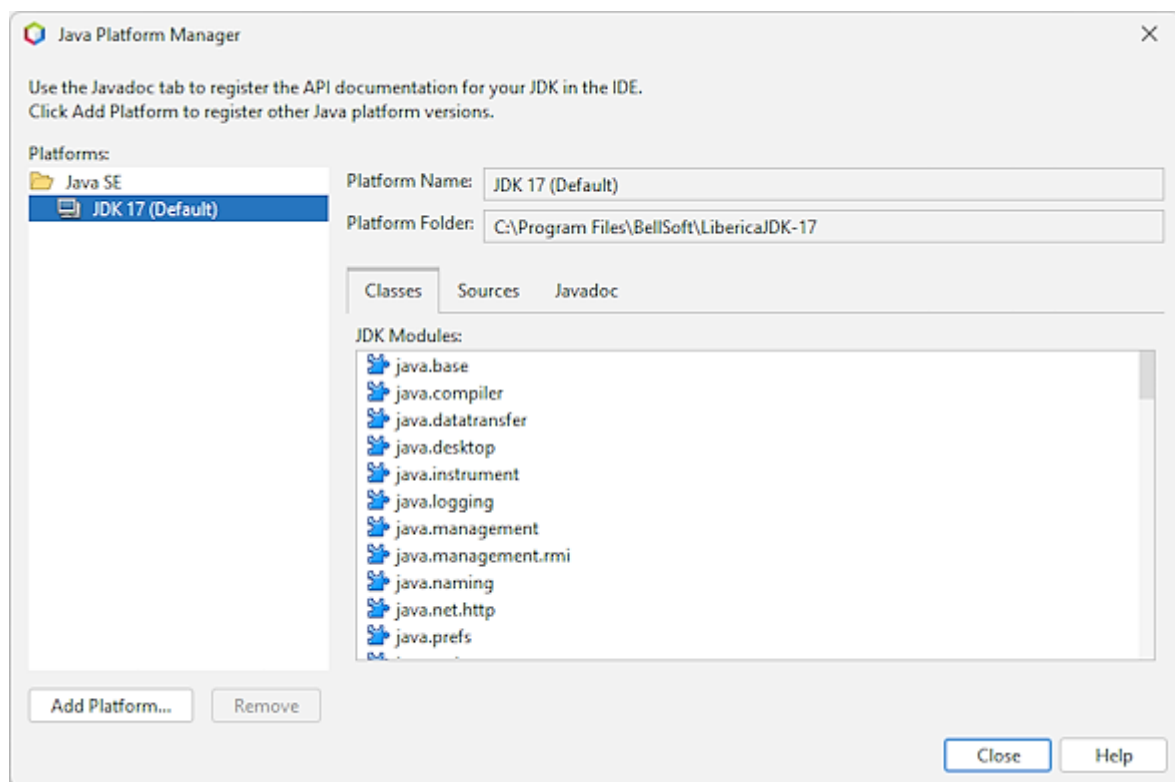 Java Platform Manager
Use the Javadoc tab to register the API documentation for your JDK in the IDE.
Click Add Platform to register other Java platform versions.
Platforms:
Java SE
JDK 17 (Default)
Platform Name: JDK 17 (Default)
Platform Folder: C:\Program Files\BellSoft\LibericaJDK-17
Classes Sources Javadoc
JDK Modules:
java.base
java.compiler
java.datatransfer
java.desktop
java.instrument
java.logging
java.management
java.management.rmi
java.naming
java.net.http
java.prefs
Add Platform... Remove
Close Help